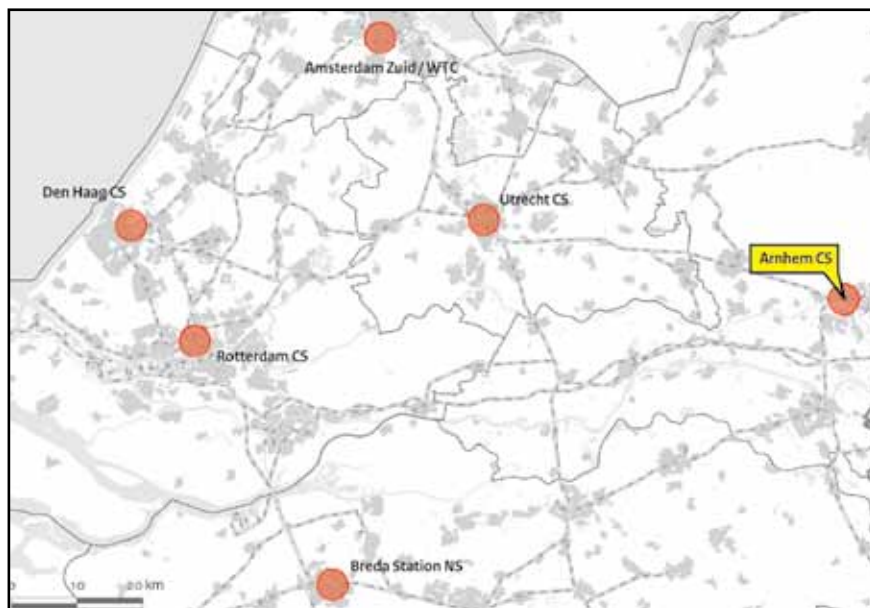 Amsterdam Zuid / WTC
Den Haag CS
Utrecht CS
Arnhem CS
Rotterdam CS
Breda Station NS
0 10 20 km